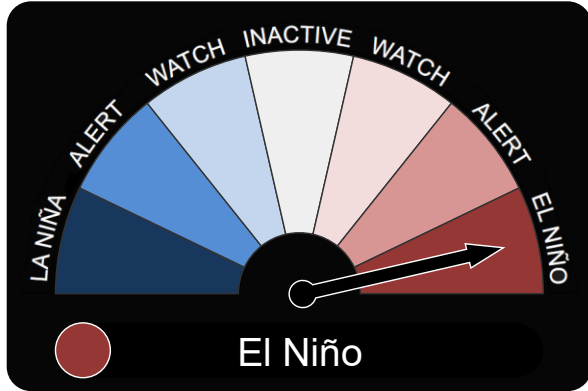 LA NIÑA
ALERT
WATCH
INACTIVE
WATCH
ALERT
EL NIÑO
El Niño